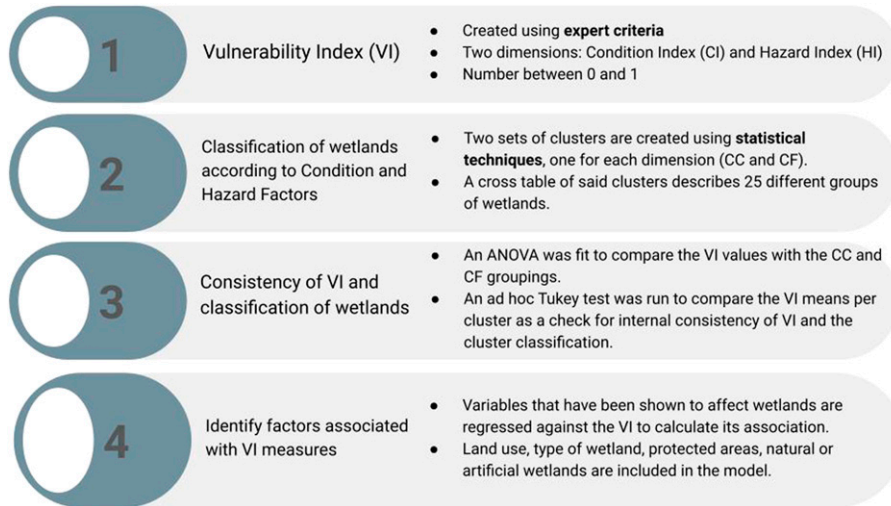 1
Vulnerability Index (VI)
● Created using expert criteria
● Two dimensions: Condition Index (CI) and Hazard Index (HI)
● Number between 0 and 1
2
Classification of wetlands
according to Condition and
Hazard Factors
● Two sets of clusters are created using statistical
techniques, one for each dimension (CC and CF).
● A cross table of said clusters describes 25 different groups
of wetlands.
3
Consistency of VI and
classification of wetlands
● An ANOVA was fit to compare the VI values with the CC and
CF groupings.
● An ad hoc Tukey test was run to compare the VI means per
cluster as a check for internal consistency of VI and the
cluster classification.
4
Identify factors associated
with VI measures
● Variables that have been shown to affect wetlands are
regressed against the VI to calculate its association.
● Land use, type of wetland, protected areas, natural or
artificial wetlands are included in the model.